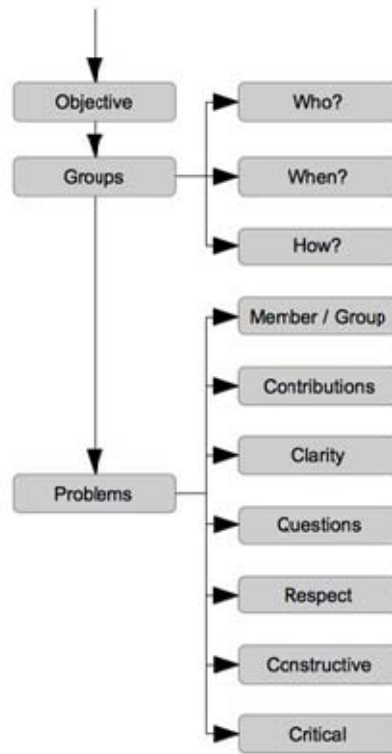 Objective
Groups
Who?
When?
How?
Problems
Member / Group
Contributions
Clarity
Questions
Respect
Constructive
Critical